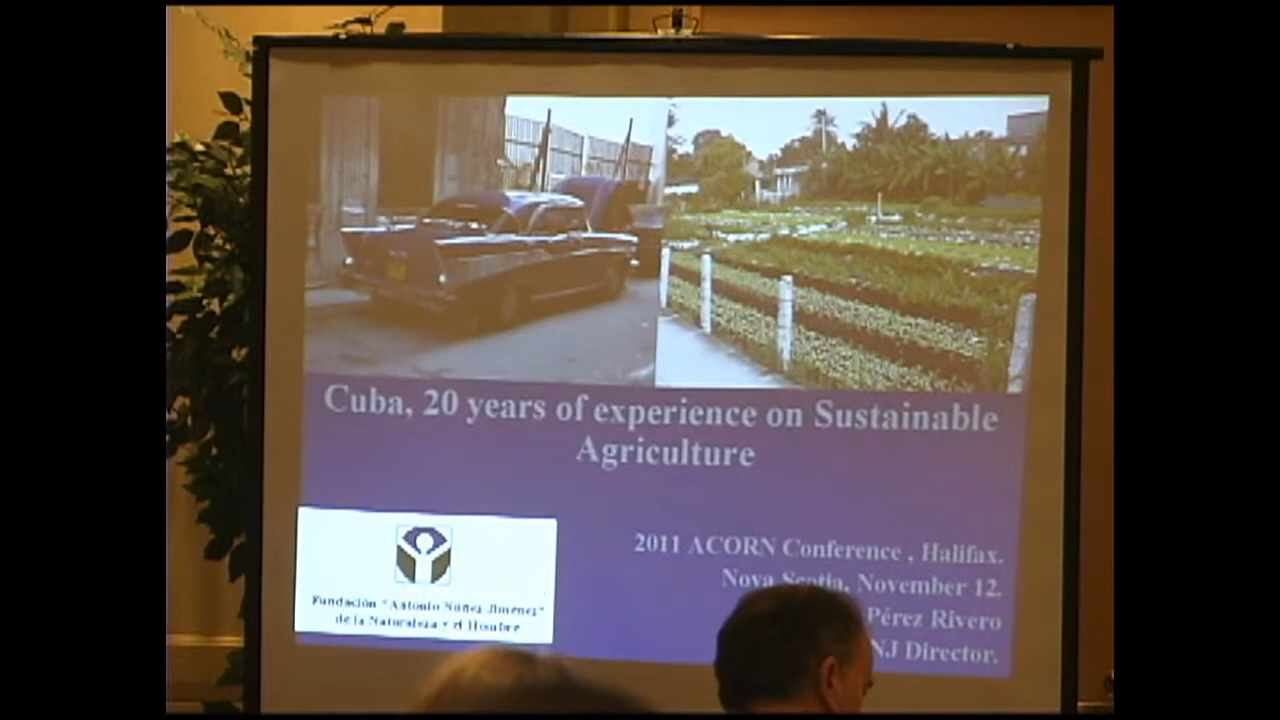 Cuba, 20 years of experience on Sustainable
Agriculture
2011 ACORN Conference , Halifax.
Nova Scotia, November 12.
Pérez Rivero
NJ Director.
Fundación "Antonio Núñez Jiménez"
de la Naturaleza y el Hombre